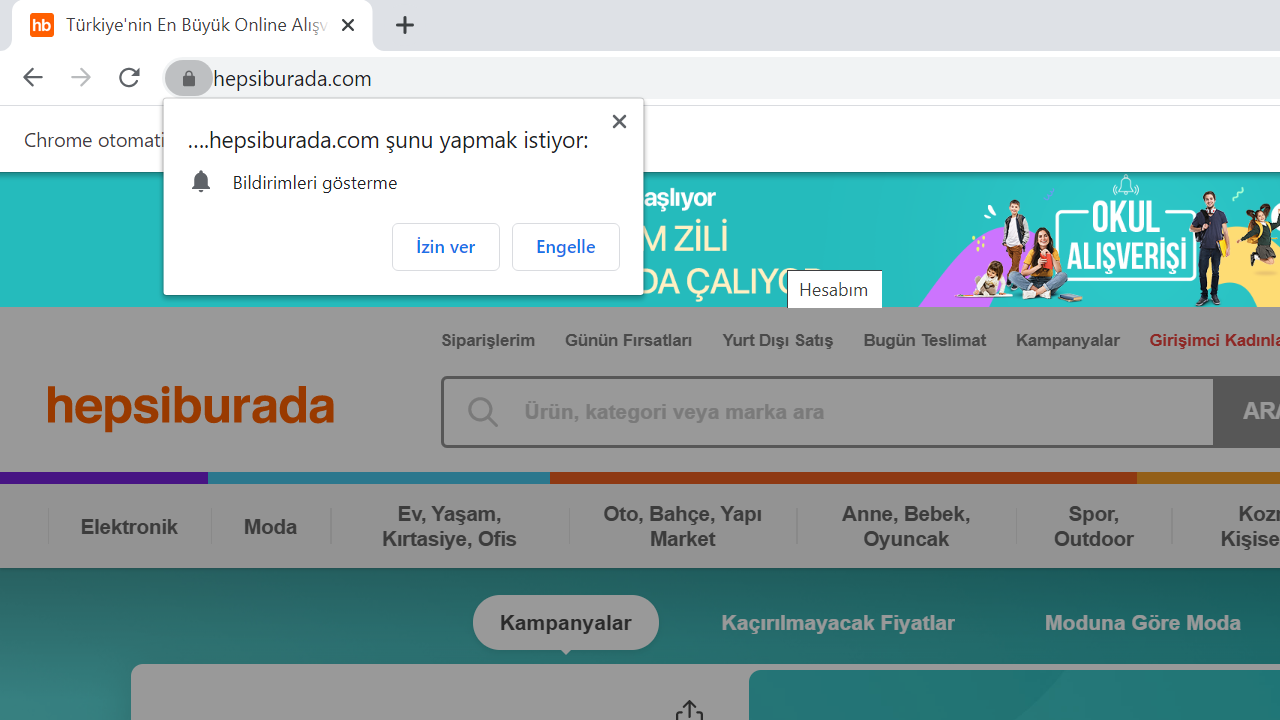 hb Türkiye'nin En Büyük Online Alışv
hepsiburada.com
Chrome otomati
....hepsiburada.com şunu yapmak istiyor:
Bildirimleri gösterme
İzin ver Engelle
aşlıyor
M ZİLİ
DA ÇALIYOR
OKUL
ALIŞVERİŞİ
Hesabım
Siparişlerim Günün Fırsatları Yurt Dışı Satış Bugün Teslimat Kampanyalar Girişimci Kadınla
hepsiburada
Ürün, kategori veya marka ara
ARA
Elektronik
Moda
Ev, Yaşam,
Kırtasiye, Ofis
Oto, Bahçe, Yapı
Market
Anne, Bebek,
Oyuncak
Spor,
Outdoor
Kozm
Kişise
Kampanyalar Kaçırılmayacak Fiyatlar Moduna Göre Moda